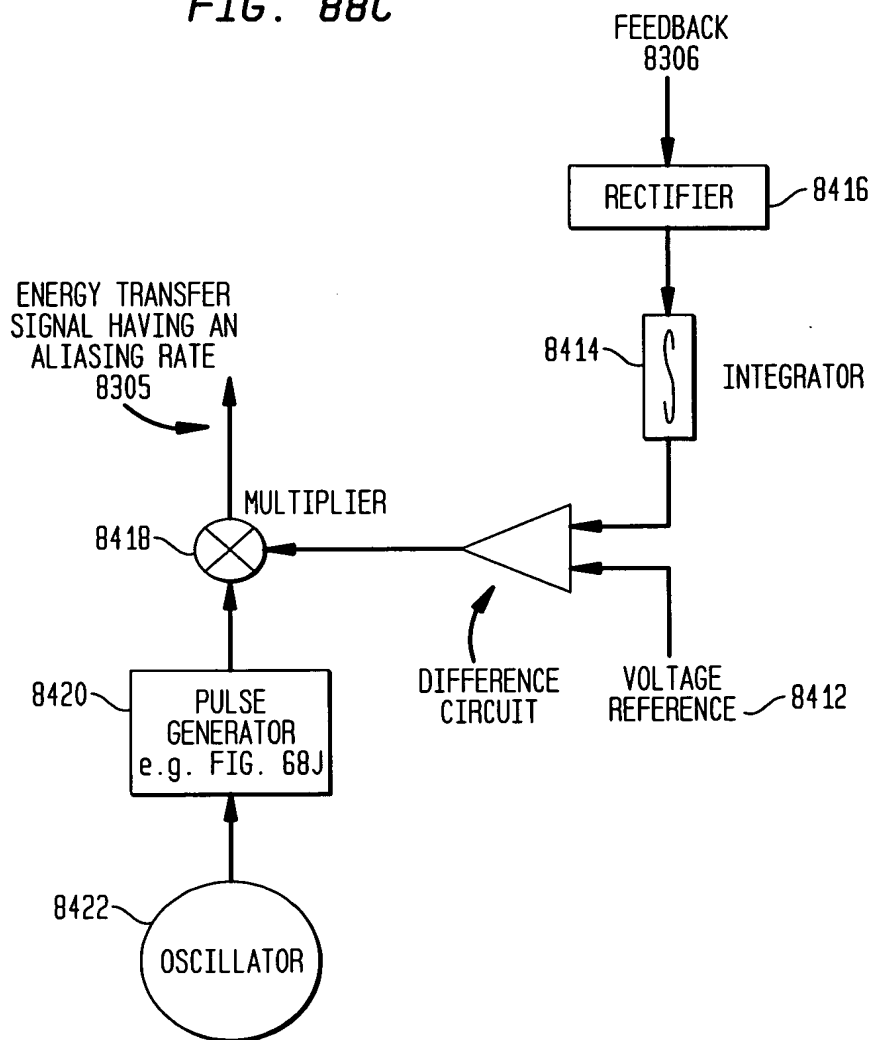 FIG. 88C
FEEDBACK
8306
RECTIFIER
8416
ENERGY TRANSFER
SIGNAL HAVING AN
ALIASING RATE
8305
8414
INTEGRATOR
MULTIPLIER
8418
DIFFERENCE
CIRCUIT
VOLTAGE
REFERENCE
8412
8420
PULSE
GENERATOR
e.g. FIG. 68J
8422
OSCILLATOR